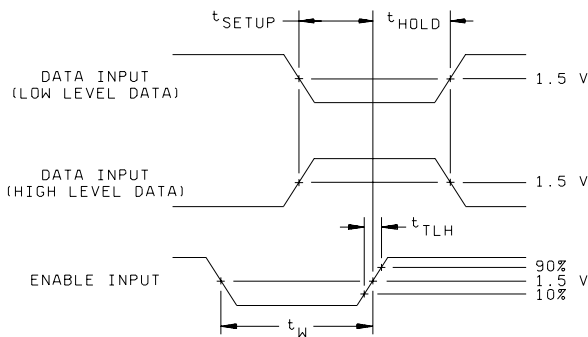 tSETUP
tHOLD
DATA INPUT
(LOW LEVEL DATA)
1.5 V
DATA INPUT
(HIGH LEVEL DATA)
1.5 V
tTLH
90%
ENABLE INPUT
1.5 V
10%
tW